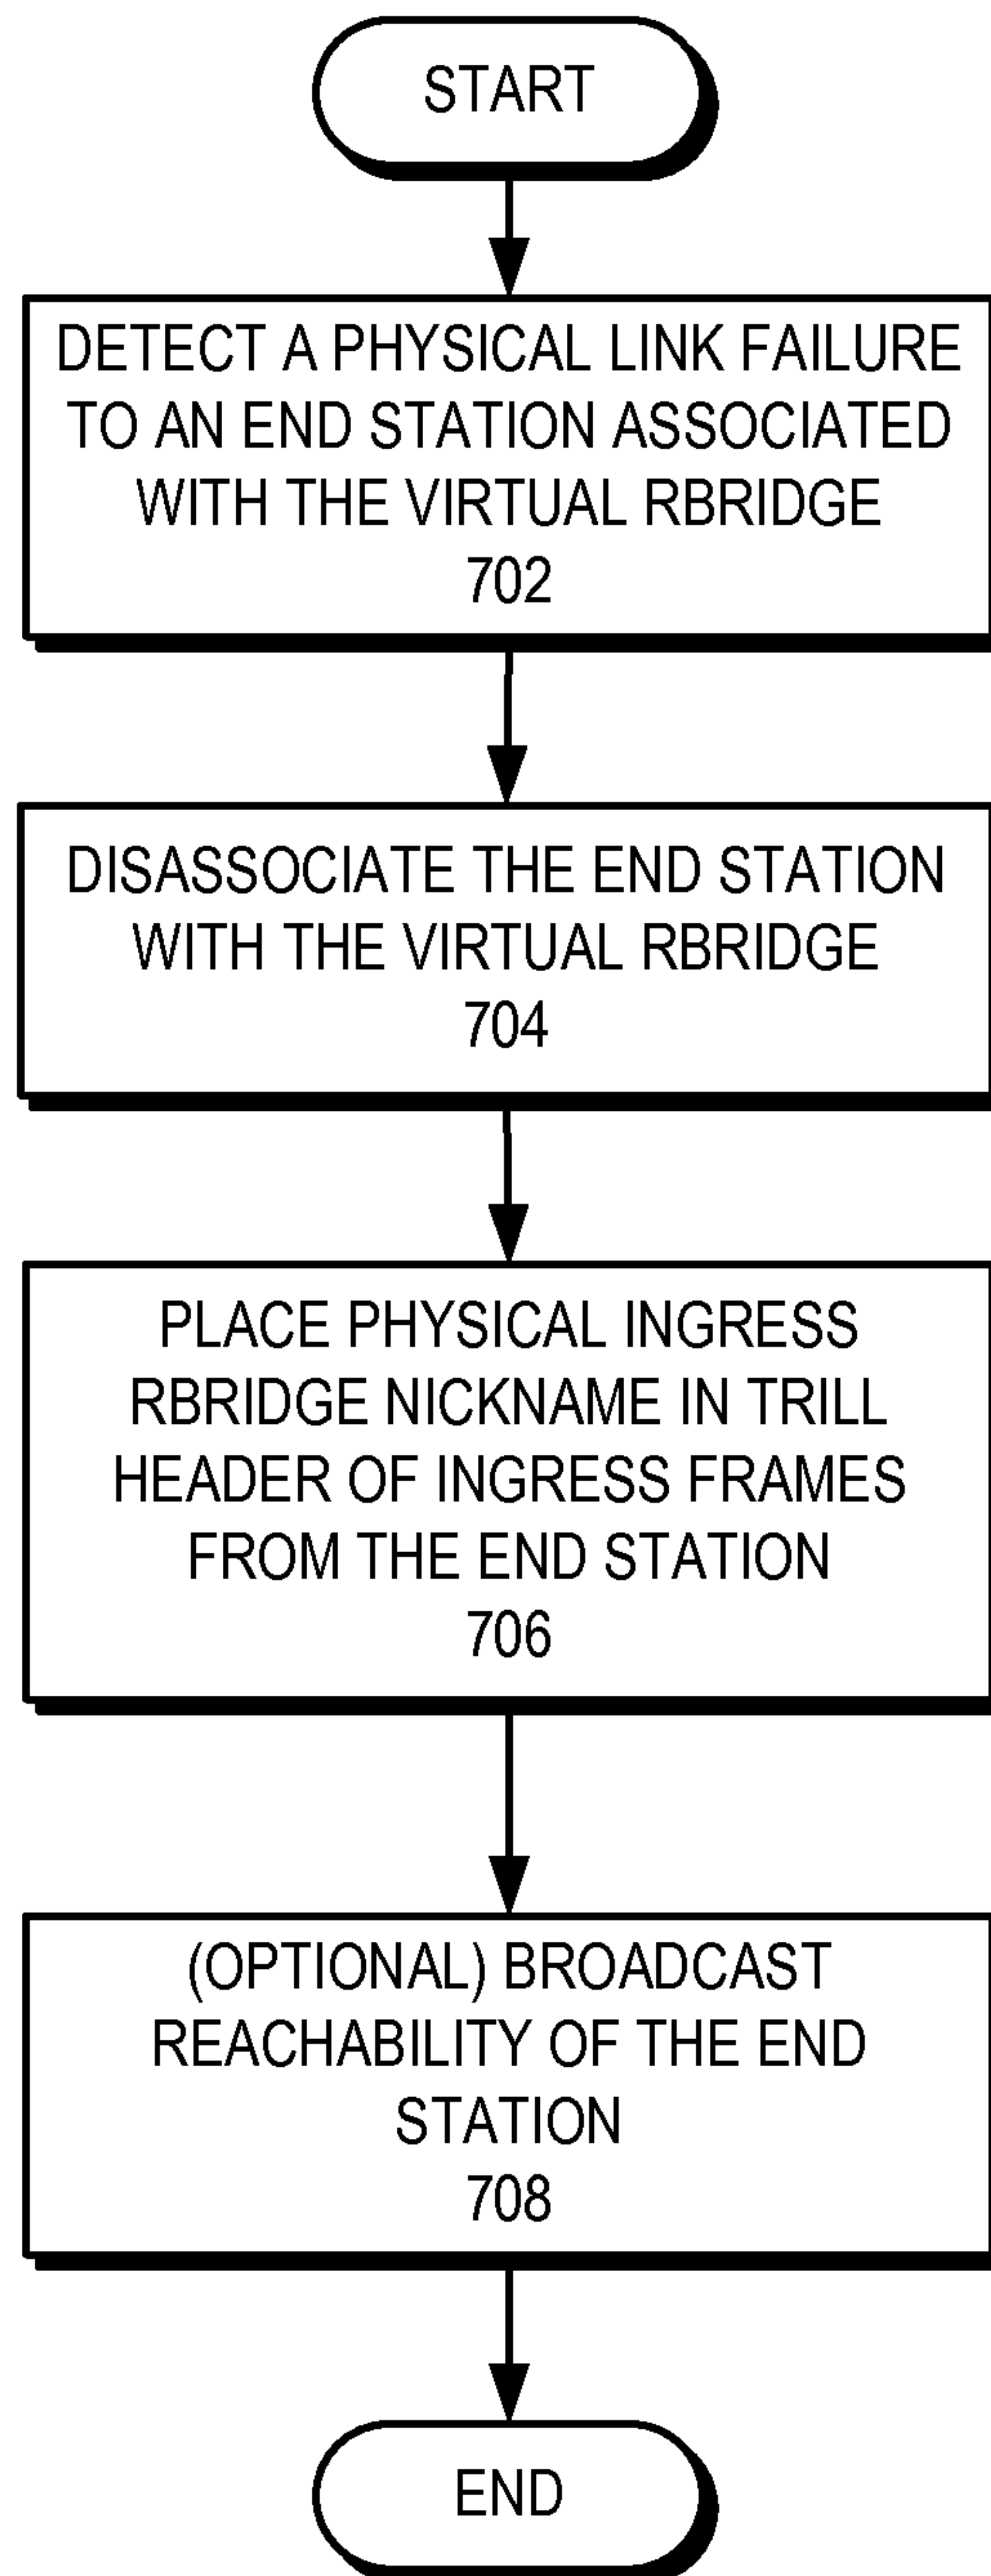 START
DETECT A PHYSICAL LINK FAILURE
TO AN END STATION ASSOCIATED
WITH THE VIRTUAL RBRIDGE
702
DISASSOCIATE THE END STATION
WITH THE VIRTUAL RBRIDGE
704
PLACE PHYSICAL INGRESS
RBRIDGE NICKNAME IN TRILL
HEADER OF INGRESS FRAMES
FROM THE END STATION
706
(OPTIONAL) BROADCAST
REACHABILITY OF THE END
STATION
708
END